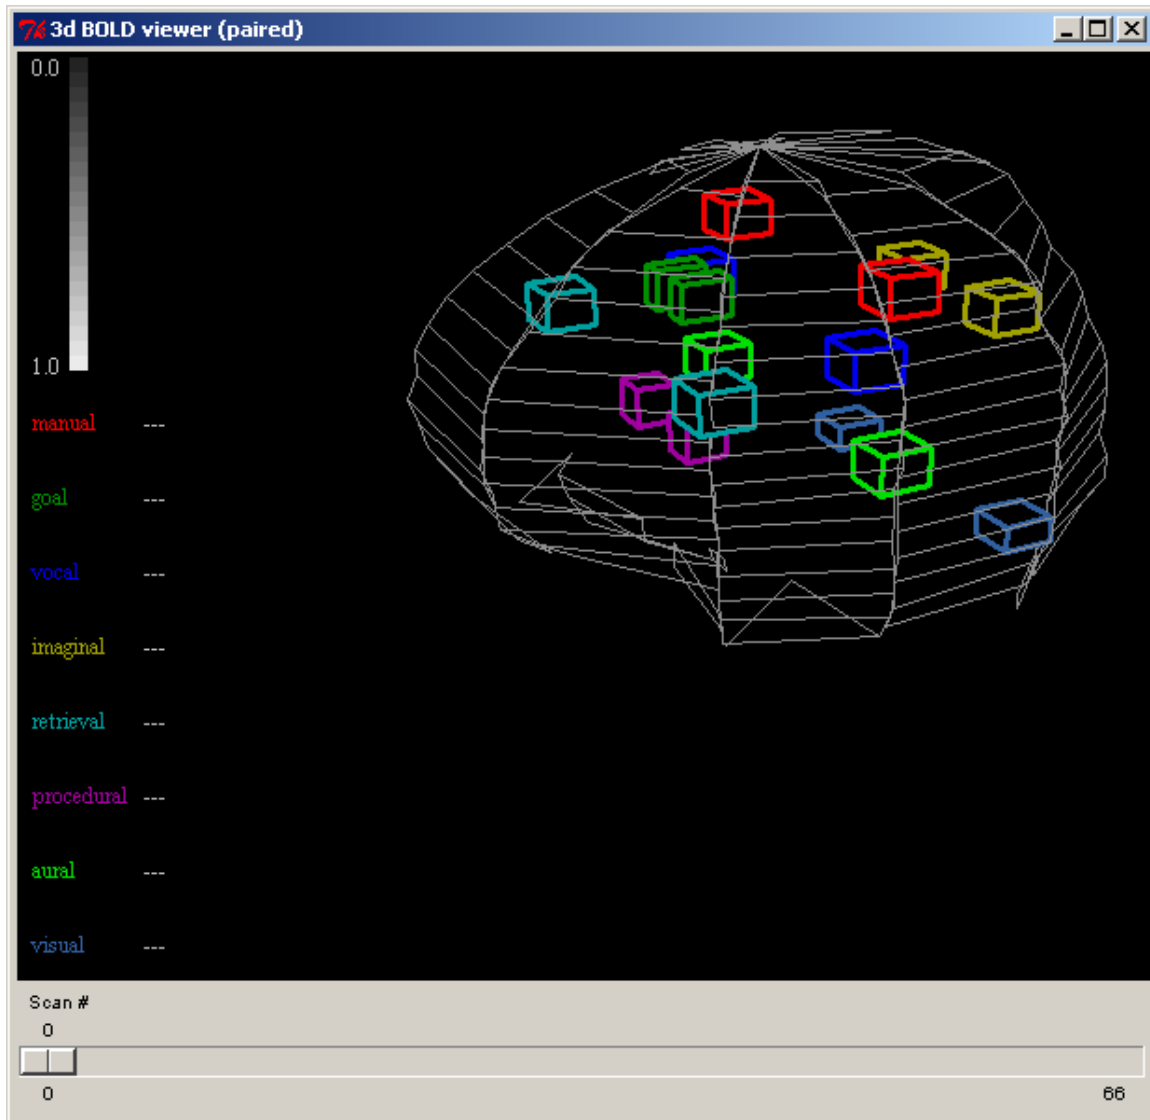 3d BOLD viewer (paired)
0.0
1.0
manual ---
goal ---
vocal ---
imaginal ---
retrieval ---
procedural ---
aural ---
visual ---
Scan #
0
0 66